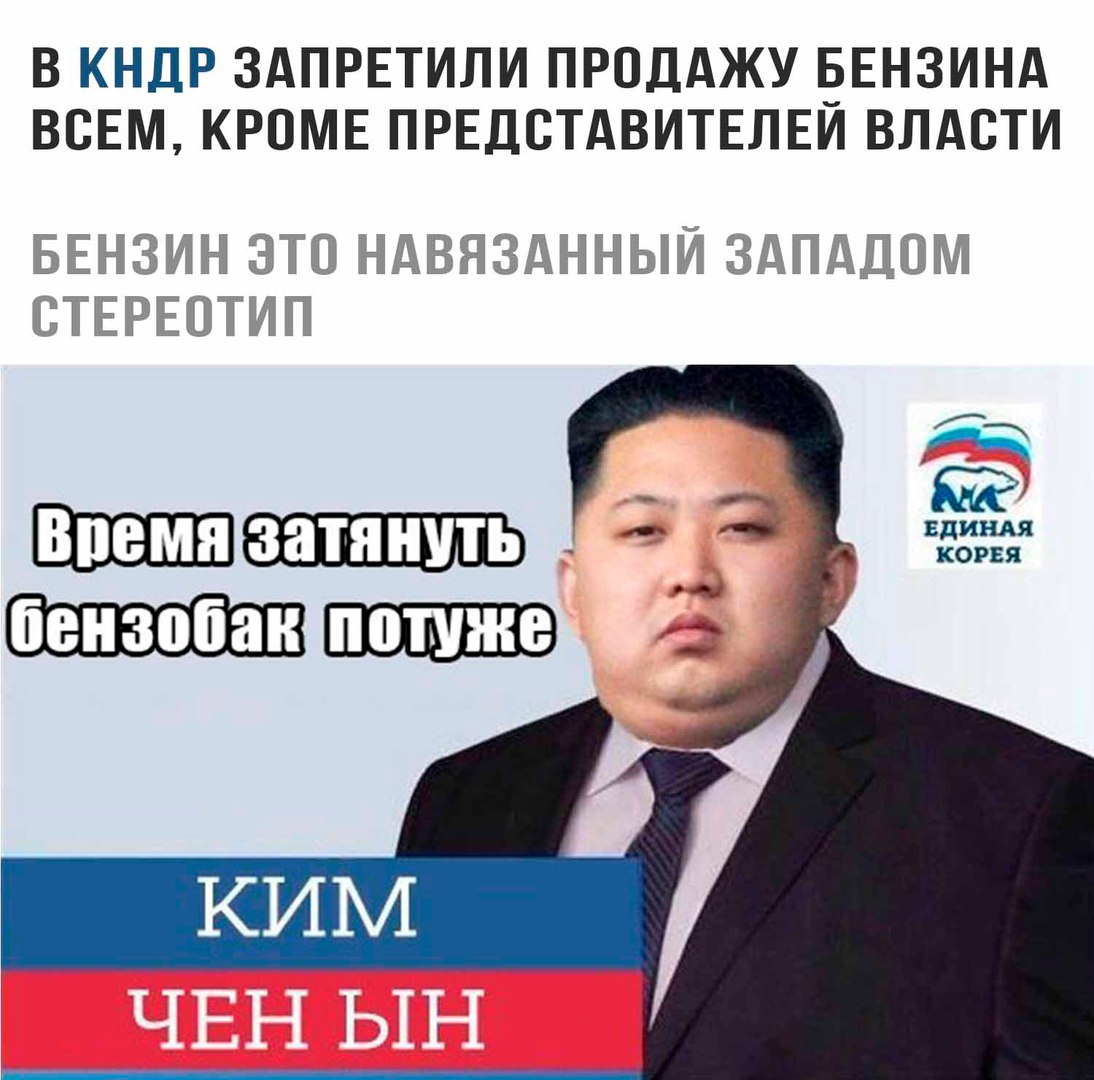 В КНДР ЗАПРЕТИЛИ ПРОДАЖУ БЕНЗИНА
ВСЕМ, КРОМЕ ПРЕДСТАВИТЕЛЕЙ ВЛАСТИ
БЕНЗИН ЭТО НАВЯЗАННЫЙ ЗАПАДОМ
СТЕРЕОТИП
Время затянуть
бензобак потуже
ЕДИНАЯ
КОРЕЯ
КИМ
ЧЕН ЫН